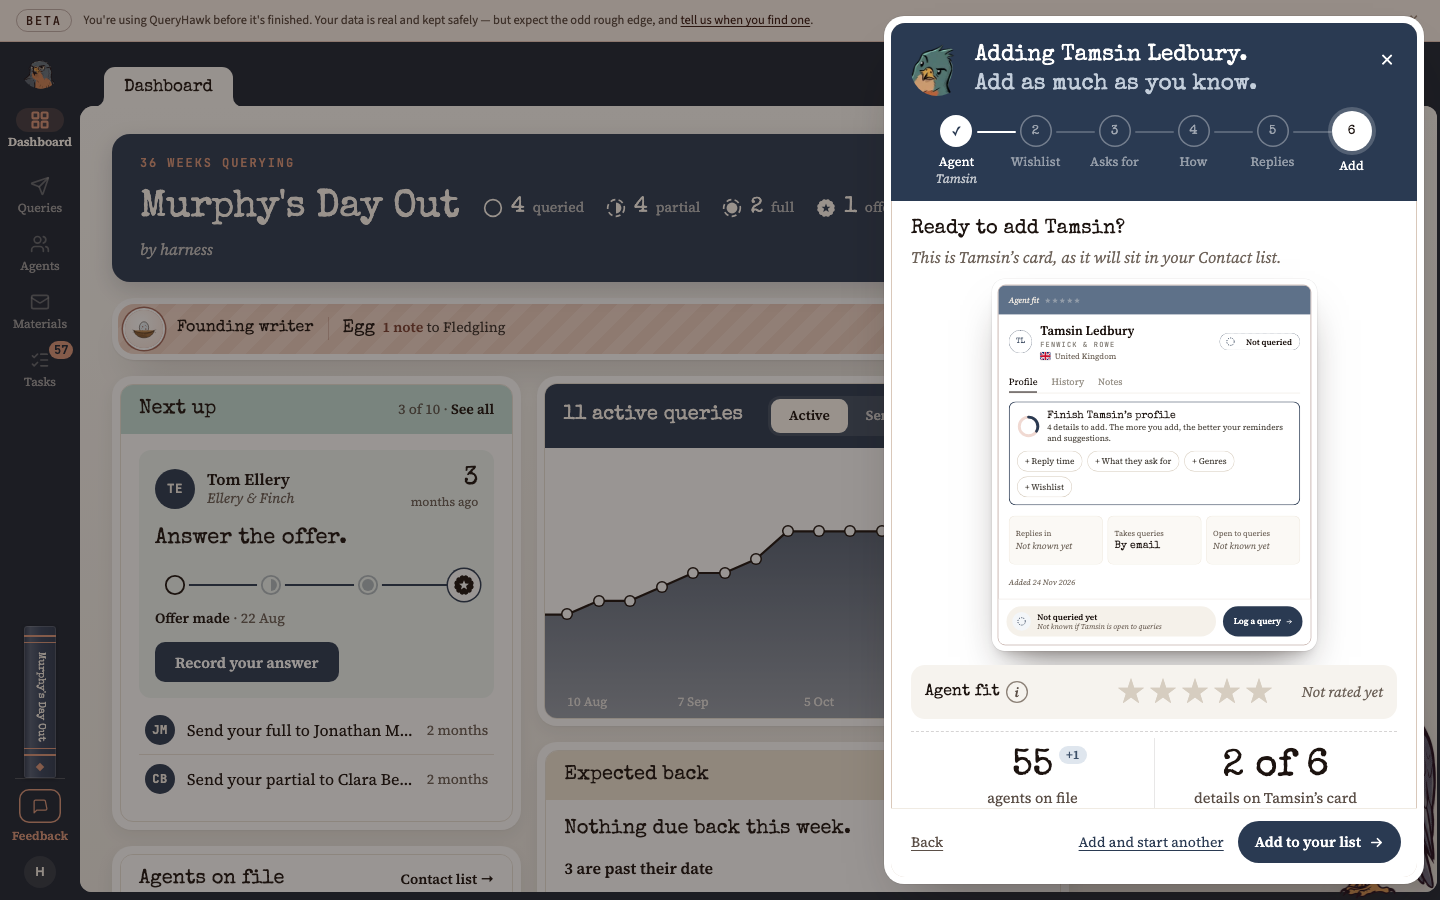 BETA
You're using QueryHawk before it's finished. Your data is real and kept safely — but expect the odd rough edge, and tell us when you find one.
Dashboard
Queries
Agents
Materials
57
Tasks
Murphy's Day Out
Feedback
H
Dashboard
36 WEEKS QUERYING
Murphy's Day Out
4 queried
4 partial
2 full
1 off
by harness
Founding writer
Egg 1 note to Fledgling
Next up
3 of 10 · See all
TE
Tom Ellery
Ellery & Finch
3
months ago
Answer the offer.
Offer made · 22 Aug
Record your answer
JM Send your full to Jonathan M... 2 months
CB Send your partial to Clara Be... 2 months
Agents on file
Contact list →
11 active queries
Active
Sen
10 Aug
7 Sep
5 Oct
Expected back
Nothing due back this week.
3 are past their date
Adding Tamsin Ledbury.
Add as much as you know.
✓ 2 3 4 5 6
Agent Wishlist Asks for How Replies Add
Tamsin
Ready to add Tamsin?
This is Tamsin's card, as it will sit in your Contact list.
Agent fit ★★★★★
TL
Tamsin Ledbury
FENWICK & ROWE
United Kingdom
Not queried
Profile History Notes
Finish Tamsin's profile
4 details to add. The more you add, the better your reminders
and suggestions.
+ Reply time + What they ask for + Genres
+ Wishlist
Replies in
Not known yet
Takes queries
By email
Open to queries
Not known yet
Added 24 Nov 2026
Not queried yet
Not known if Tamsin is open to queries
Log a query →
Agent fit i
★★★★★
Not rated yet
55 +1
agents on file
2 of 6
details on Tamsin's card
Back
Add and start another
Add to your list →